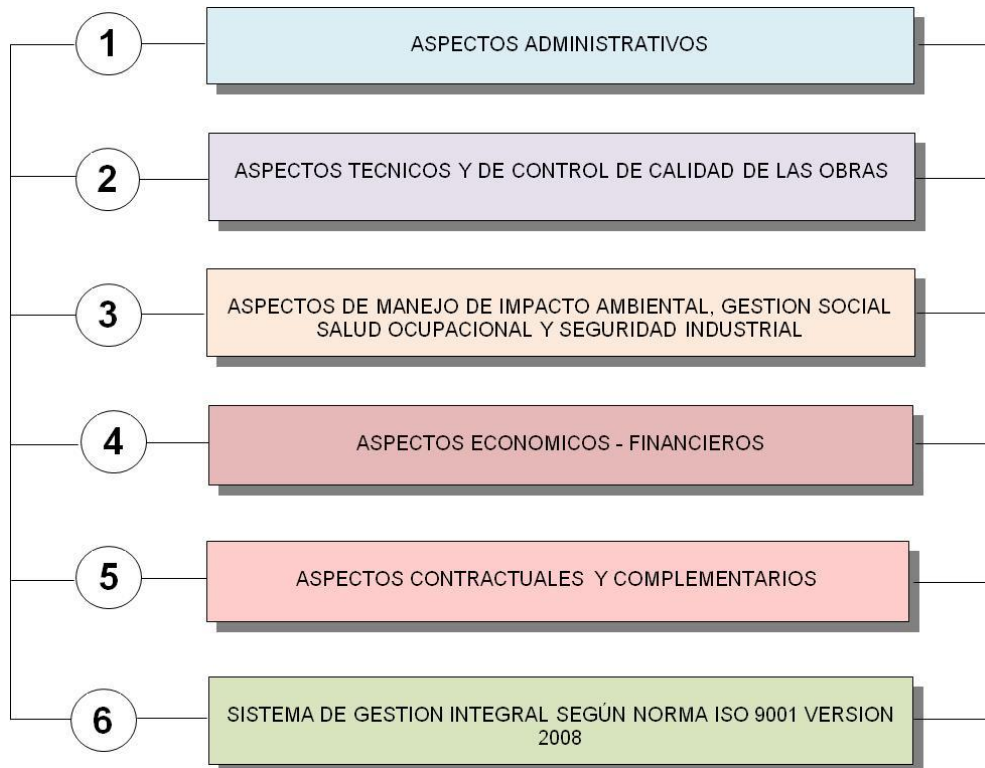 1
ASPECTOS ADMINISTRATIVOS
2
ASPECTOS TECNICOS Y DE CONTROL DE CALIDAD DE LAS OBRAS
3
ASPECTOS DE MANEJO DE IMPACTO AMBIENTAL, GESTION SOCIAL
SALUD OCUPACIONAL Y SEGURIDAD INDUSTRIAL
4
ASPECTOS ECONOMICOS - FINANCIEROS
5
ASPECTOS CONTRACTUALES Y COMPLEMENTARIOS
6
SISTEMA DE GESTION INTEGRAL SEGÚN NORMA ISO 9001 VERSION
2008